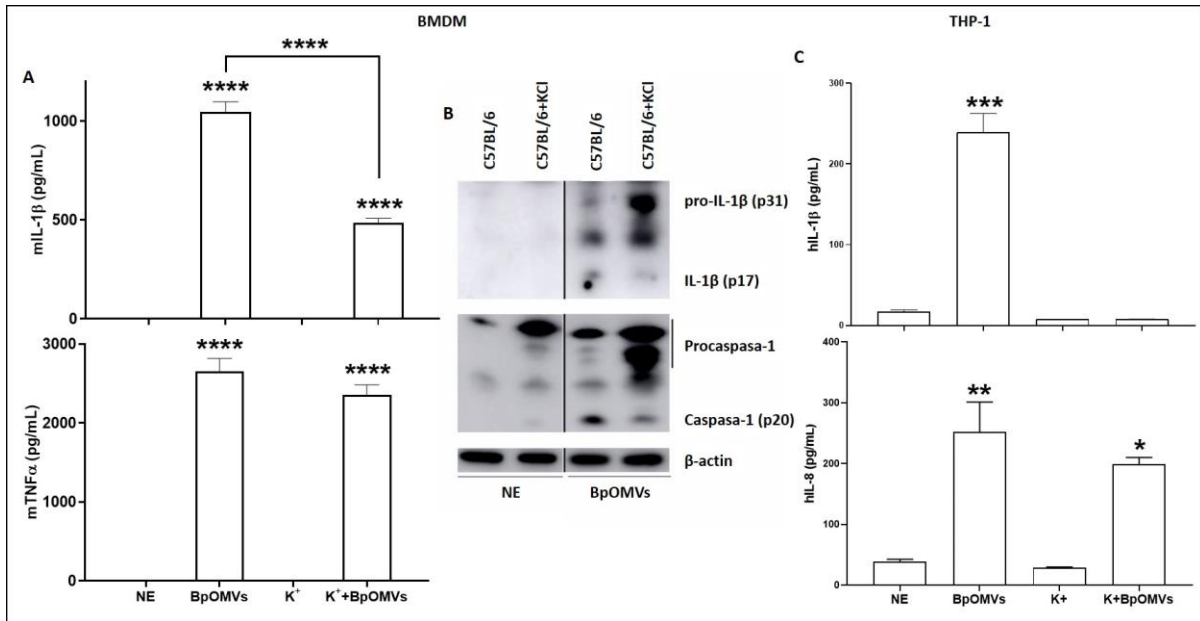 BMDM
THP-1
A
****
****
****
mIL-1β (pg/mL)
1000
500
0
****
****
mTNFα (pg/mL)
3000
2000
1000
0
NE BpOMVs K⁺ K⁺+BpOMVs
B
C57BL/6
C57BL/6+KCl
C57BL/6
C57BL/6+KCl
pro-IL-1β (p31)
IL-1β (p17)
Procaspasa-1
Caspasa-1 (p20)
β-actin
NE BpOMVs
C
***
hIL-1β (pg/mL)
300
200
100
0
**
*
hIL-8 (pg/mL)
400
300
200
100
0
NE BpOMVs K+ K+BpOMVs